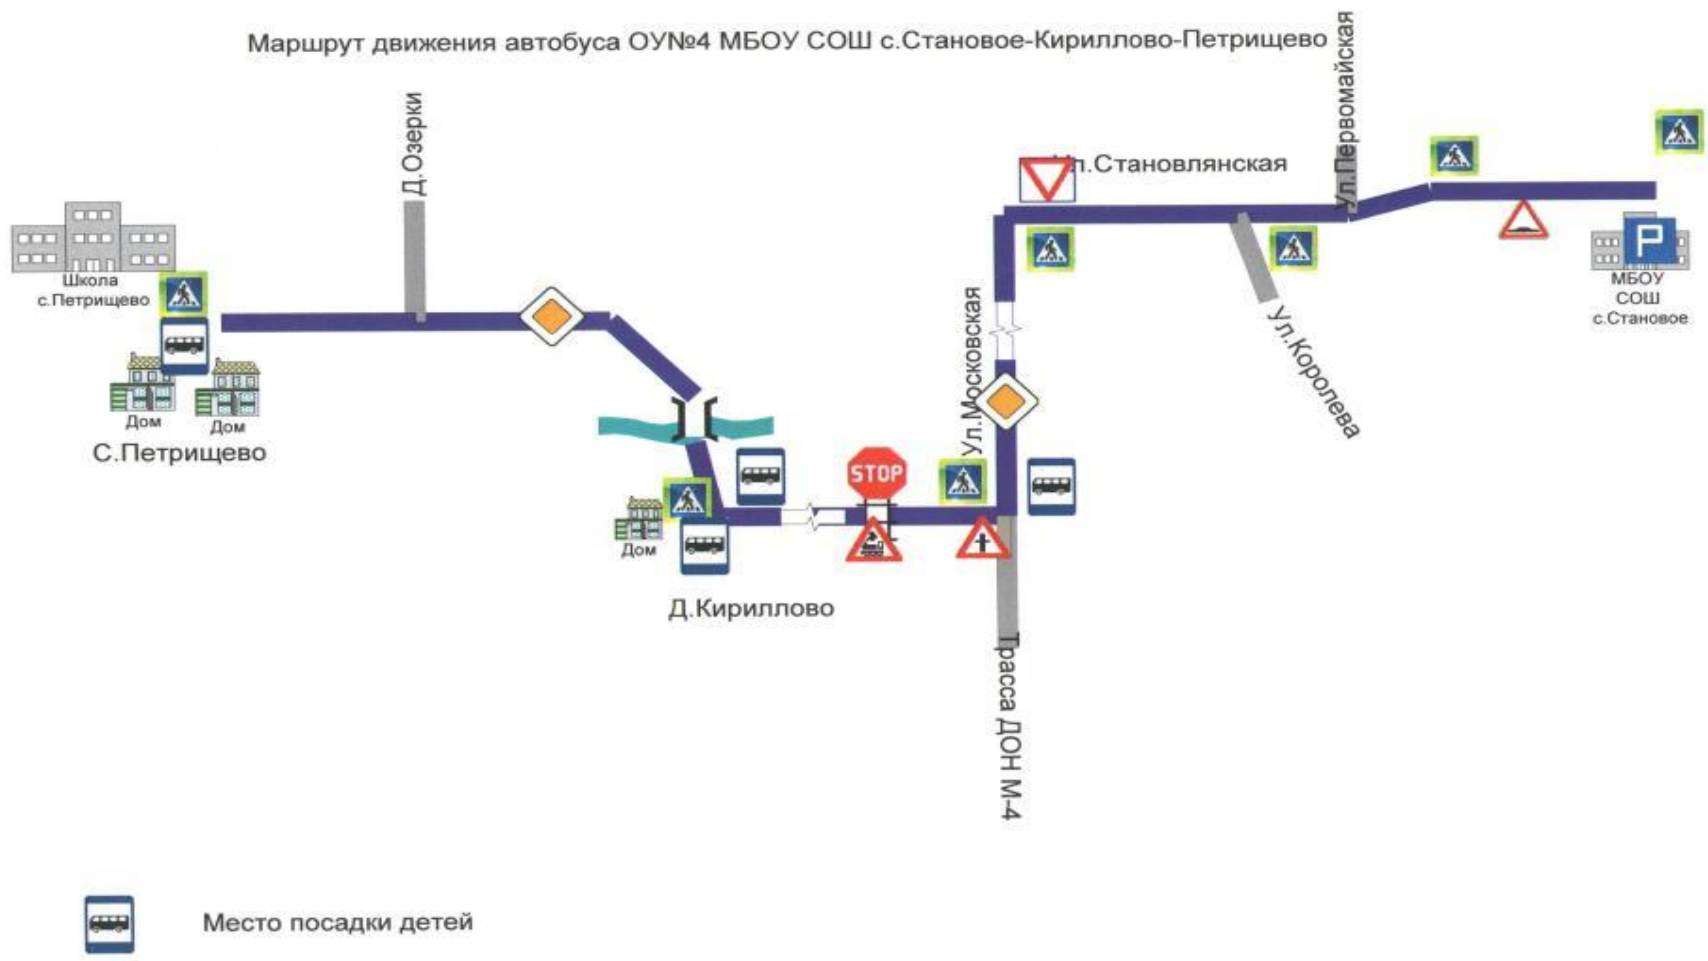 Маршрут движения автобуса ОУ№4 МБОУ СОШ с.Становое-Кириллово-Петрищево
Ул.Первомайская
Д.Озерки
Ул.Становлянская
Школа
с.Петрищево
МБОУ
СОШ
с.Становое
P
Ул.Московская
Ул.Королева
Дом
Дом
С.Петрищево
STOP
Дом
Д.Кириллово
Трасса ДОН М-4
Место посадки детей